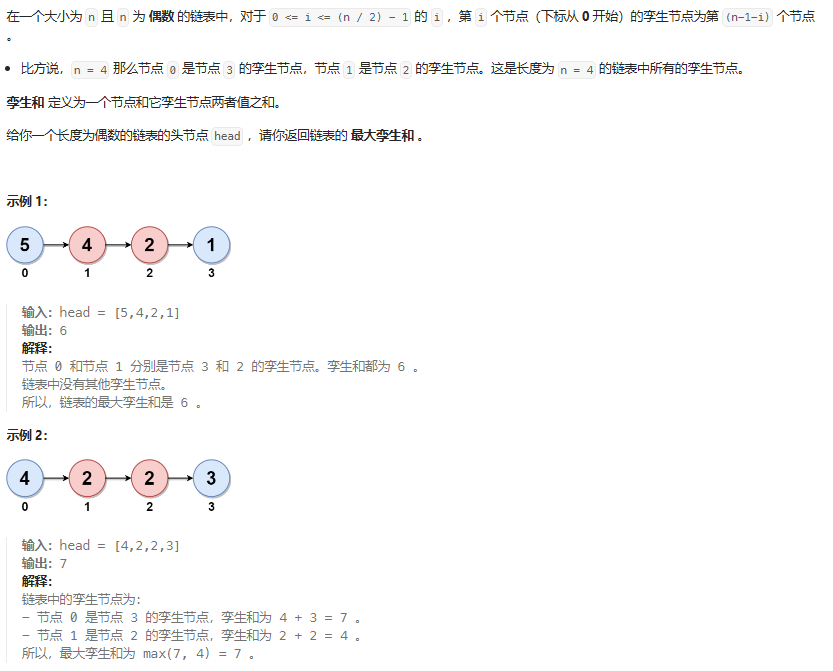 在一个大小为 n 且 n 为 偶数 的链表中，对于 0 <= i <= (n / 2) - 1 的 i ，第 i 个节点（下标从 0 开始）的孪生节点为第 (n-1-i) 个节点
。
• 比方说，n = 4 那么节点 0 是节点 3 的孪生节点，节点 1 是节点 2 的孪生节点。这是长度为 n = 4 的链表中所有的孪生节点。
孪生和 定义为一个节点和它孪生节点两者值之和。
给你一个长度为偶数的链表的头节点 head ，请你返回链表的 最大孪生和 。
示例 1：
5 4 2 1
0 1 2 3
输入：head = [5,4,2,1]
输出：6
解释：
节点 0 和节点 1 分别是节点 3 和 2 的孪生节点。孪生和都为 6 。
链表中没有其他孪生节点。
所以，链表的最大孪生和是 6 。
示例 2：
4 2 2 3
0 1 2 3
输入：head = [4,2,2,3]
输出：7
解释：
链表中的孪生节点为：
- 节点 0 是节点 3 的孪生节点，孪生和为 4 + 3 = 7 。
- 节点 1 是节点 2 的孪生节点，孪生和为 2 + 2 = 4 。
所以，最大孪生和为 max(7, 4) = 7 。